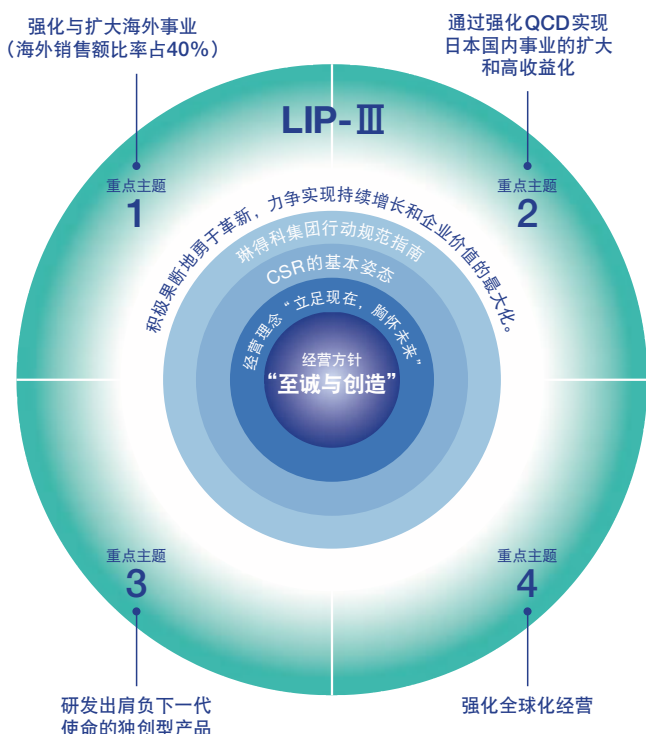 强化与扩大海外事业
（海外销售额比率占40%）
通过强化QCD实现
日本国内事业的扩大
和高收益化
LIP-Ⅲ
重点主题
1
重点主题
2
积极果断地勇于革新，力争实现持续增长和企业价值的最大化。
琳得科集团行动规范指南
CSR的基本姿态
经营理念“立足现在，胸怀未来”
经营方针
“至诚与创造”
重点主题
3
重点主题
4
研发出肩负下一代
使命的独创型产品
强化全球化经营